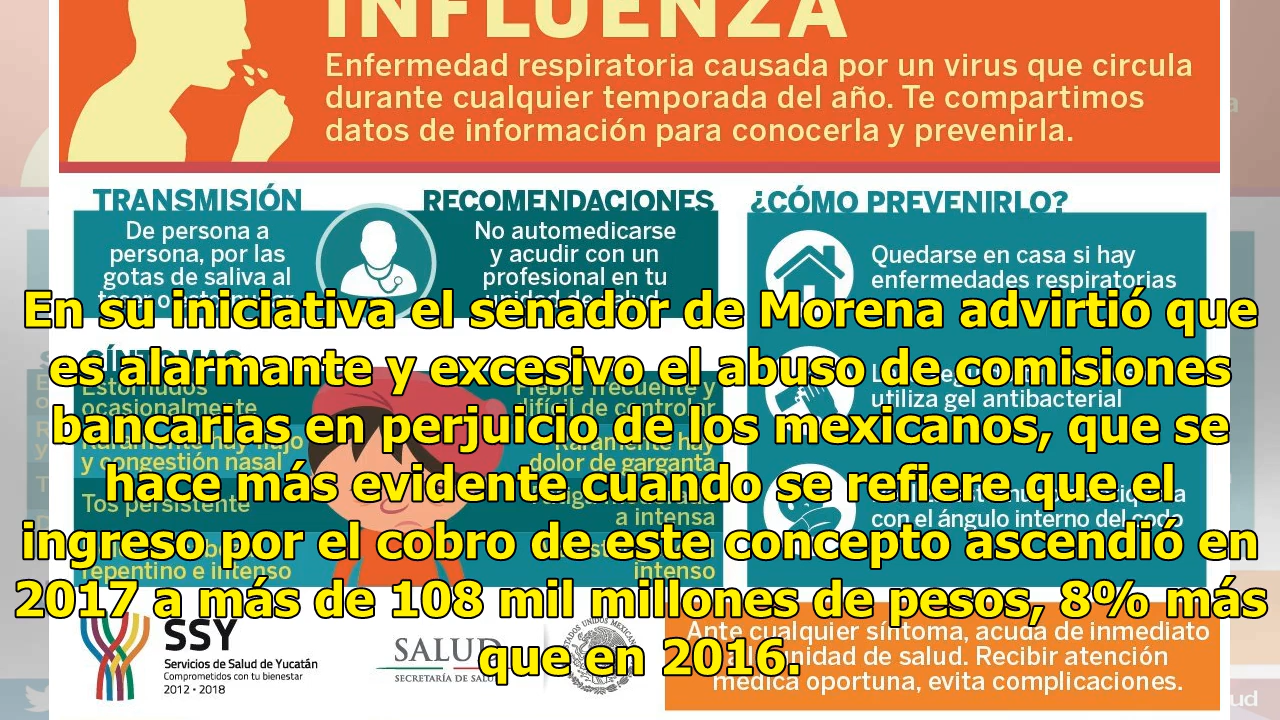 INFLUENZA
Enfermedad respiratoria causada por un virus que circula
durante cualquier temporada del año. Te compartimos
datos de información para conocerla y prevenirla.
TRANSMISIÓN
De persona a
persona, por las
gotas de saliva al
RECOMENDACIONES
No automedicarse
y acudir con un
profesional en tu
¿CÓMO PREVENIRLO?
Quedarse en casa si hay
enfermedades respiratorias
utiliza gel antibacterial
con el ángulo interno del codo
SÍNTOMAS
Estornudos
ocasionalmente
y congestión nasal
Tos persistente
repentino e intenso
Fiebre frecuente y
difícil de controlar
Raramente hay
dolor de garganta
a intensa
intenso
En su iniciativa el senador de Morena advirtió que
es alarmante y excesivo el abuso de comisiones
bancarias en perjuicio de los mexicanos, que se
hace más evidente cuando se refiere que el
ingreso por el cobro de este concepto ascendió en
2017 a más de 108 mil millones de pesos, 8% más
que en 2016.
SSY
Servicios de Salud de Yucatán
Comprometidos con tu bienestar
2012 • 2018
SALUD
SECRETARÍA DE SALUD
Ante cualquier síntoma, acuda de inmediato
unidad de salud. Recibir atención
médica oportuna, evita complicaciones.